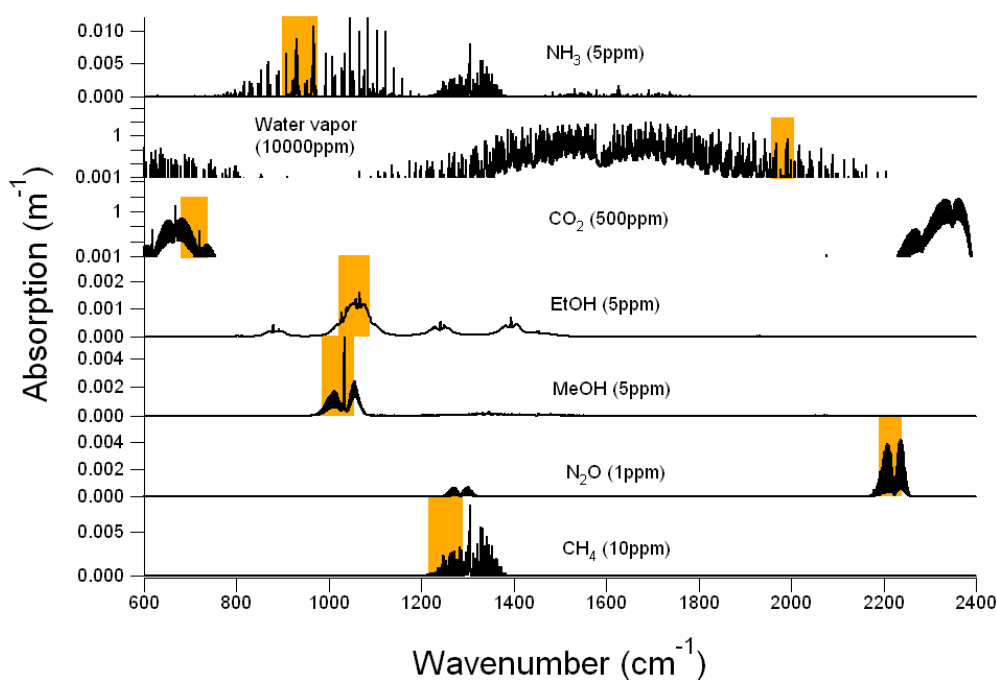 0.010
0.005
0.000
NH3 (5ppm)
1
0.001
Water vapor
(10000ppm)
1
0.001
CO2 (500ppm)
0.002
0.001
0.000
EtOH (5ppm)
0.004
0.002
0.000
MeOH (5ppm)
0.004
0.002
0.000
N2O (1ppm)
0.005
0.000
CH4 (10ppm)
Absorption (m-1)
600 800 1000 1200 1400 1600 1800 2000 2200 2400
Wavenumber (cm-1)